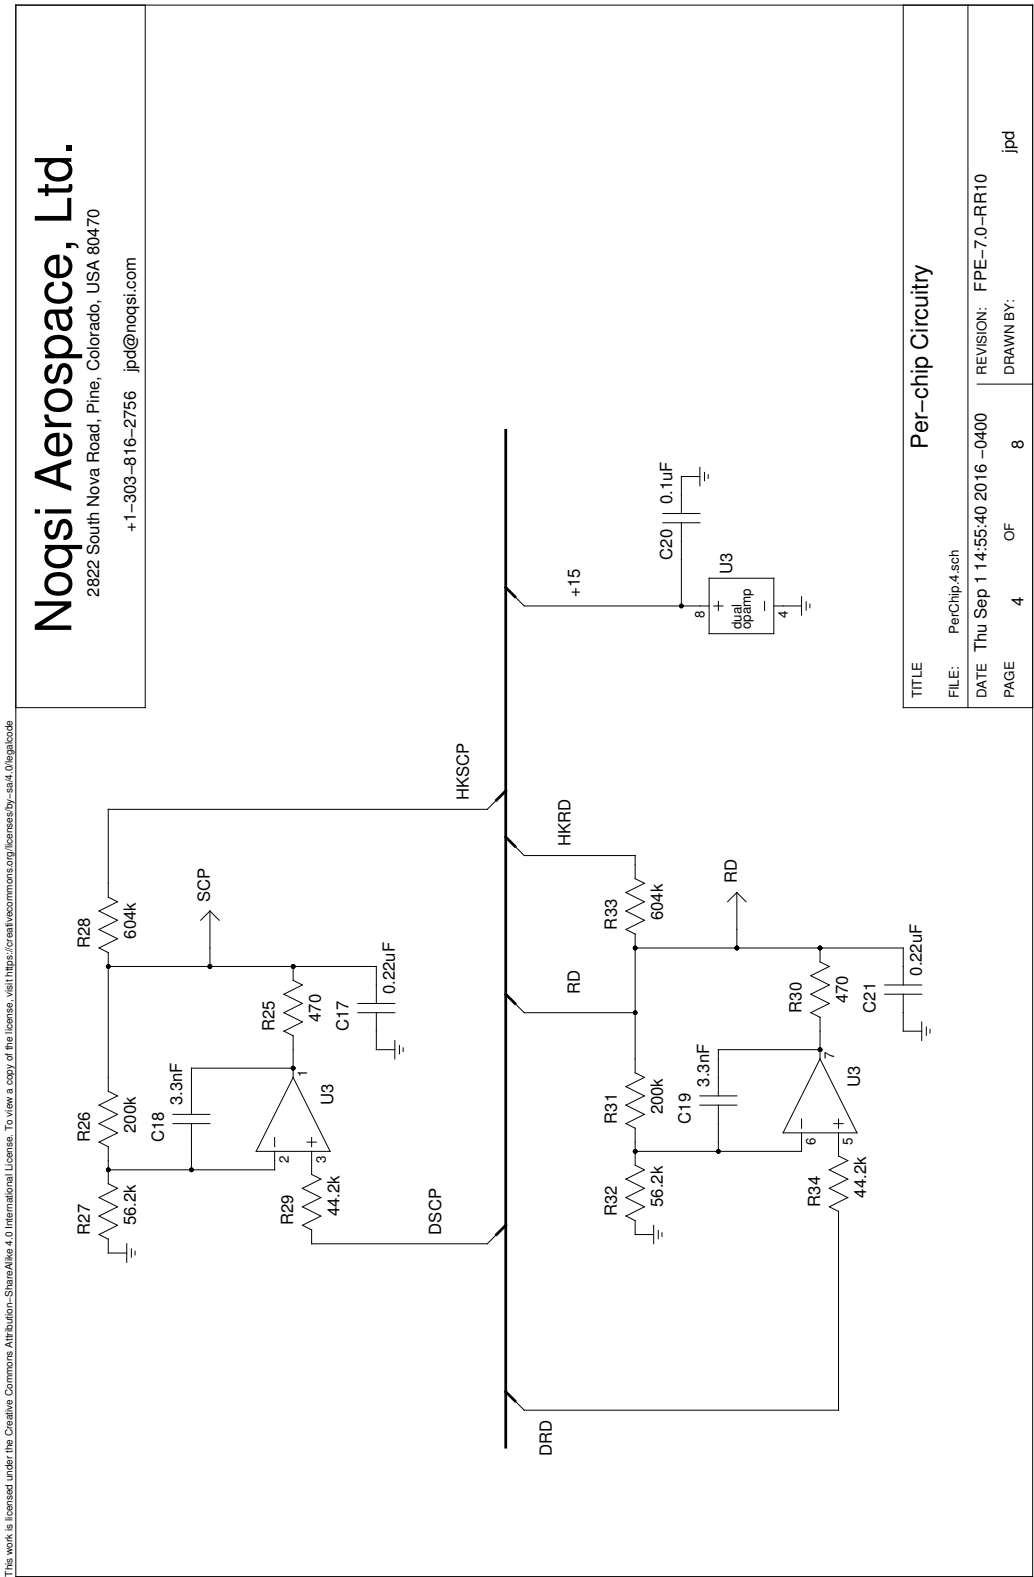 This work is licensed under the Creative Commons Attribution−ShareAlike 4.0 International License. To view a copy of the license, visit https://creativecommons.org/licenses/by−sa/4.0/legalcode
Noqsi Aerospace, Ltd.
2822 South Nova Road, Pine, Colorado, USA 80470
+1−303−816−2756 jpd@noqsi.com
R27
56.2k
R26
200k
R28
604k
C18
3.3nF
SCP
R25
470
2
3
1
U3
R29
44.2k
C17
0.22uF
DSCP
HKSCP
DRD
RD
HKRD
+15
R32
56.2k
R31
200k
R33
604k
C19
3.3nF
RD
6
5
7
U3
R34
44.2k
R30
470
C21
0.22uF
C20
0.1uF
8
+
dual
opamp
−
4
U3
TITLE
Per−chip Circuitry
FILE: PerChip.4.sch
DATE Thu Sep 1 14:55:40 2016 −0400
REVISION: FPE−7.0−RR10
PAGE 4 OF 8
DRAWN BY: jpd